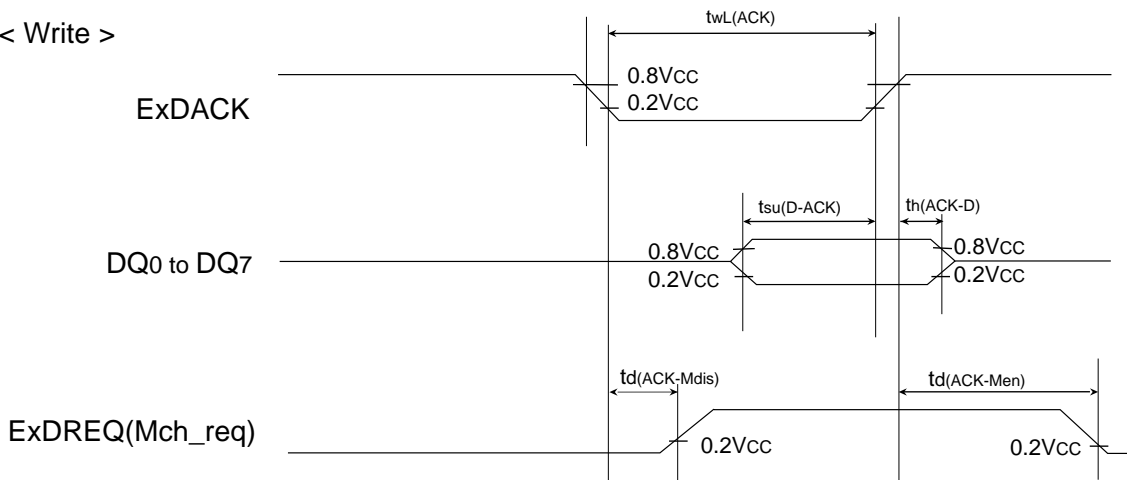 < Write >
twL(ACK)
ExDACK
0.8VCC
0.2VCC
tsu(D-ACK)
th(ACK-D)
DQ0 to DQ7
0.8VCC
0.2VCC
0.8VCC
0.2VCC
td(ACK-Mdis)
td(ACK-Men)
ExDREQ(Mch_req)
0.2VCC
0.2VCC